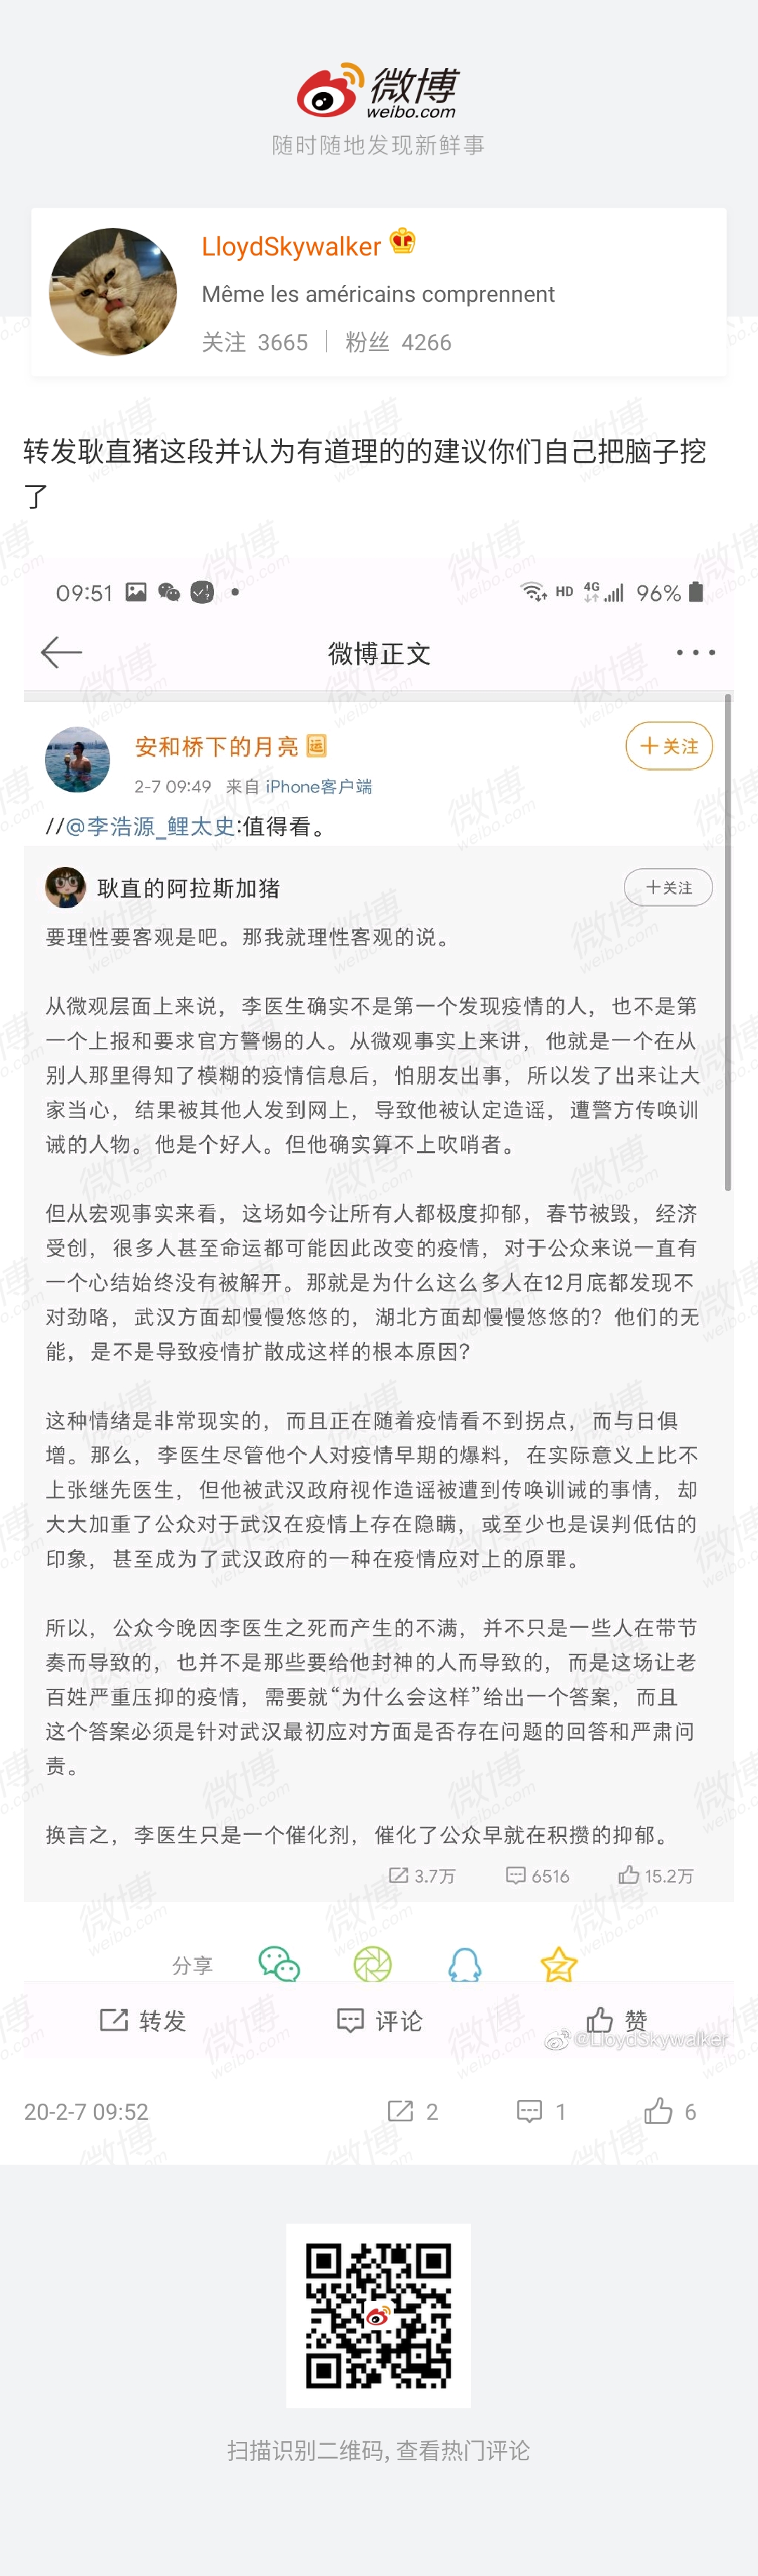 微博
weibo.com
随时随地发现新鲜事
LloydSkywalker
Même les américains comprennent
关注 3665 | 粉丝 4266
转发耿直猪这段并认为有道理的的建议你们自己把脑子挖
了
09:51 HD 4G 96%
微博正文
安和桥下的月亮 运
+关注
2-7 09:49 来自 iPhone客户端
//@李浩源_鲤太史:值得看。
耿直的阿拉斯加猪
+关注
要理性要客观是吧。那我就理性客观的说。
从微观层面上来说，李医生确实不是第一个发现疫情的人，也不是第
一个上报和要求官方警惕的人。从微观事实上来讲，他就是一个在从
别人那里得知了模糊的疫情信息后，怕朋友出事，所以发了出来让大
家当心，结果被其他人发到网上，导致他被认定造谣，遭警方传唤训
诫的人物。他是个好人。但他确实算不上吹哨者。
但从宏观事实来看，这场如今让所有人都极度抑郁，春节被毁，经济
受创，很多人甚至命运都可能因此改变的疫情，对于公众来说一直有
一个心结始终没有被解开。那就是为什么这么多人在12月底都发现不
对劲咯，武汉方面却慢慢悠悠的，湖北方面却慢慢悠悠的？他们的无
能，是不是导致疫情扩散成这样的根本原因？
这种情绪是非常现实的，而且正在随着疫情看不到拐点，而与日俱
增。那么，李医生尽管他个人对疫情早期的爆料，在实际意义上比不
上张继先医生，但他被武汉政府视作造谣被遭到传唤训诫的事情，却
大大加重了公众对于武汉在疫情上存在隐瞒，或至少也是误判低估的
印象，甚至成为了武汉政府的一种在疫情应对上的原罪。
所以，公众今晚因李医生之死而产生的不满，并不只是一些人在带节
奏而导致的，也并不是那些要给他封神的人而导致的，而是这场让老
百姓严重压抑的疫情，需要就“为什么会这样”给出一个答案，而且
这个答案必须是针对武汉最初应对方面是否存在问题的回答和严肃问
责。
换言之，李医生只是一个催化剂，催化了公众早就在积攒的抑郁。
3.7万 6516 15.2万
分享
转发 评论 赞
@LloydSkywalker
20-2-7 09:52 2 1 6
扫描识别二维码, 查看热门评论